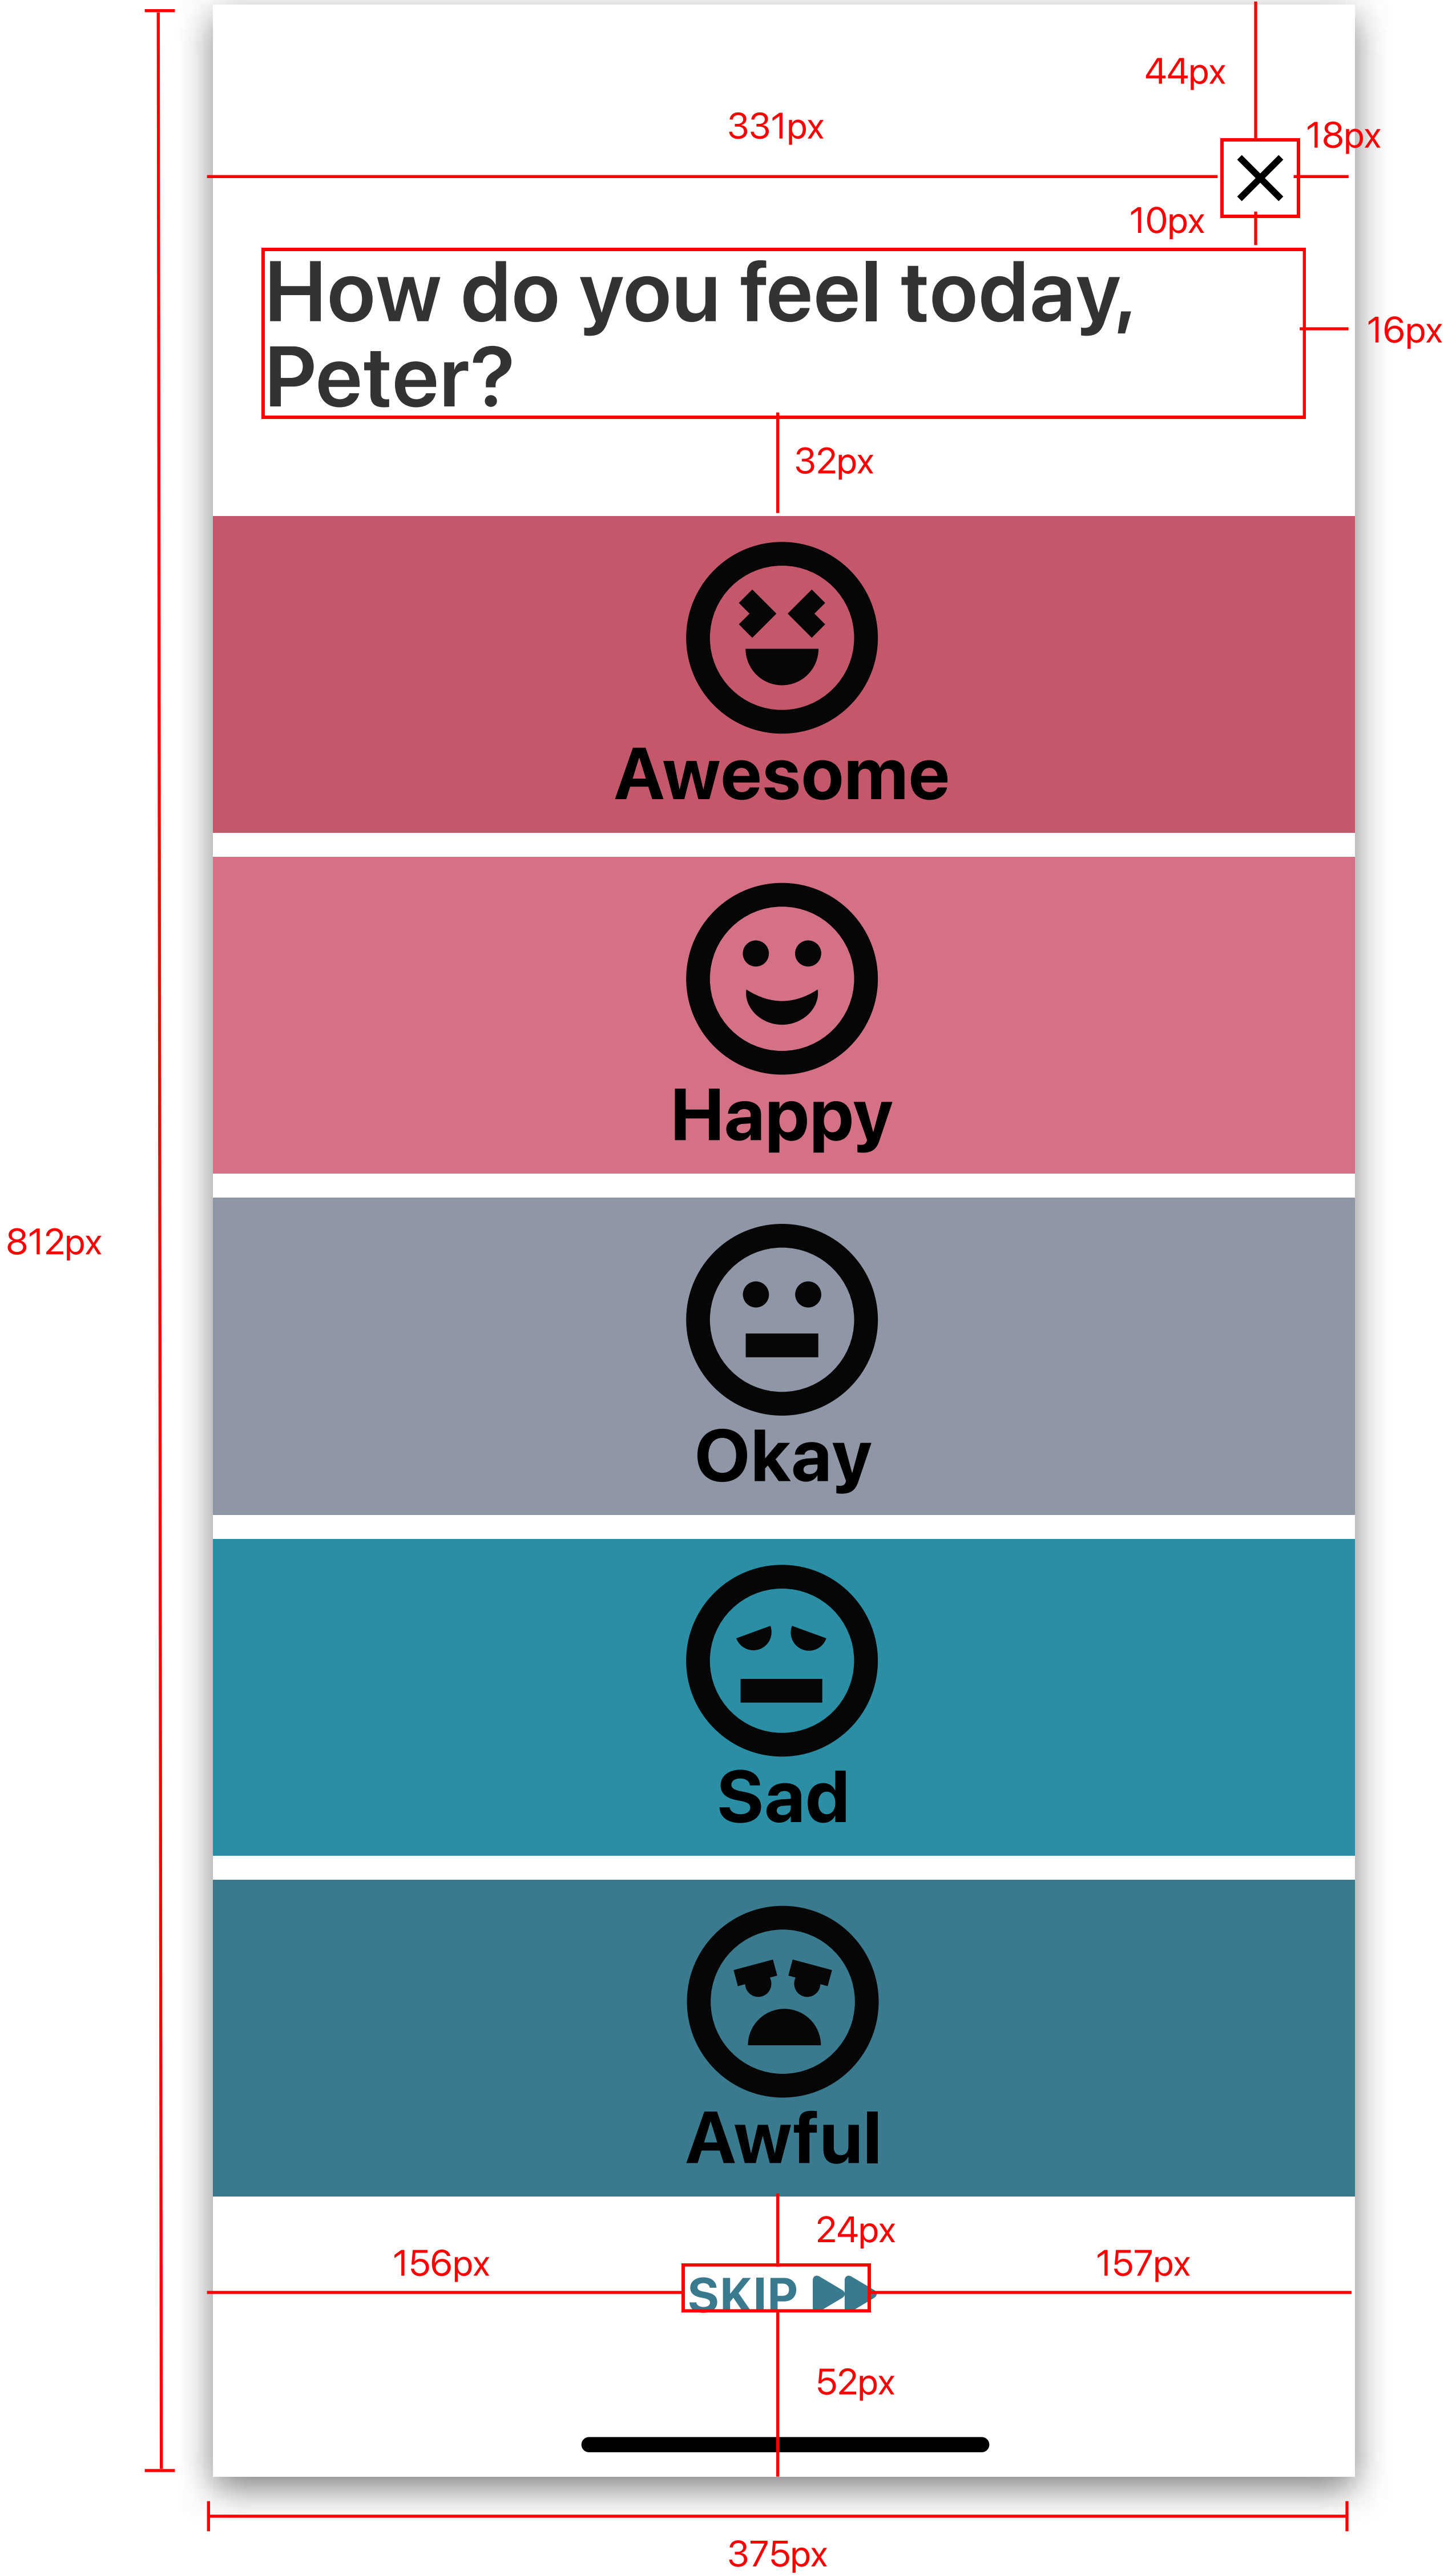 44px
331px
18px
10px
How do you feel today,
Peter?
16px
32px
Awesome
Happy
812px
Okay
Sad
Awful
24px
156px
157px
SKIP
52px
375px